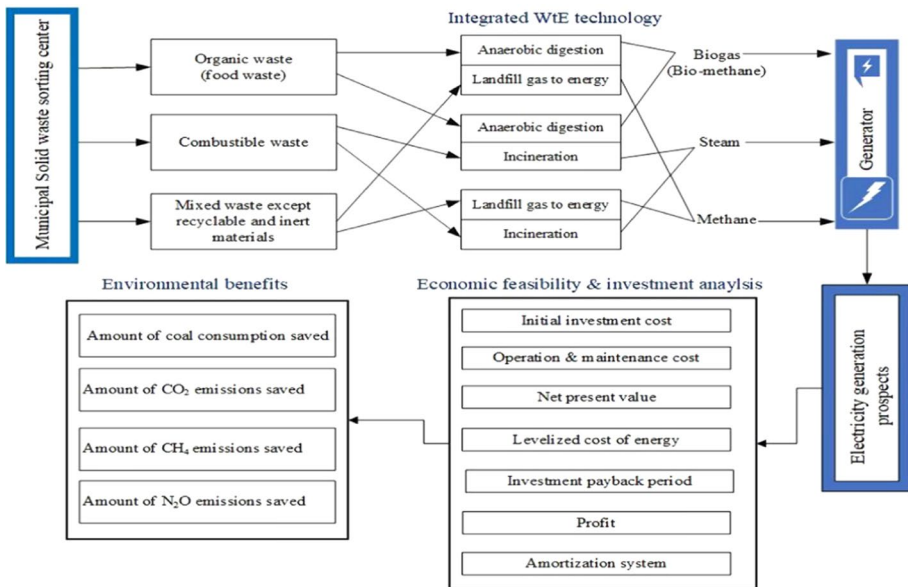 Integrated WtE technology
Municipal Solid waste sorting center
Organic waste
(food waste)
Combustible waste
Mixed waste except
recyclable and inert
materials
Anaerobic digestion
Landfill gas to energy
Anaerobic digestion
Incineration
Landfill gas to energy
Incineration
Biogas
(Bio-methane)
Steam
Methane
Generator
Electricity generation
prospects
Economic feasibility & investment anaylsis
Initial investment cost
Operation & maintenance cost
Net present value
Levelized cost of energy
Investment payback period
Profit
Amortization system
Environmental benefits
Amount of coal consumption saved
Amount of CO₂ emissions saved
Amount of CH₄ emissions saved
Amount of N₂O emissions saved